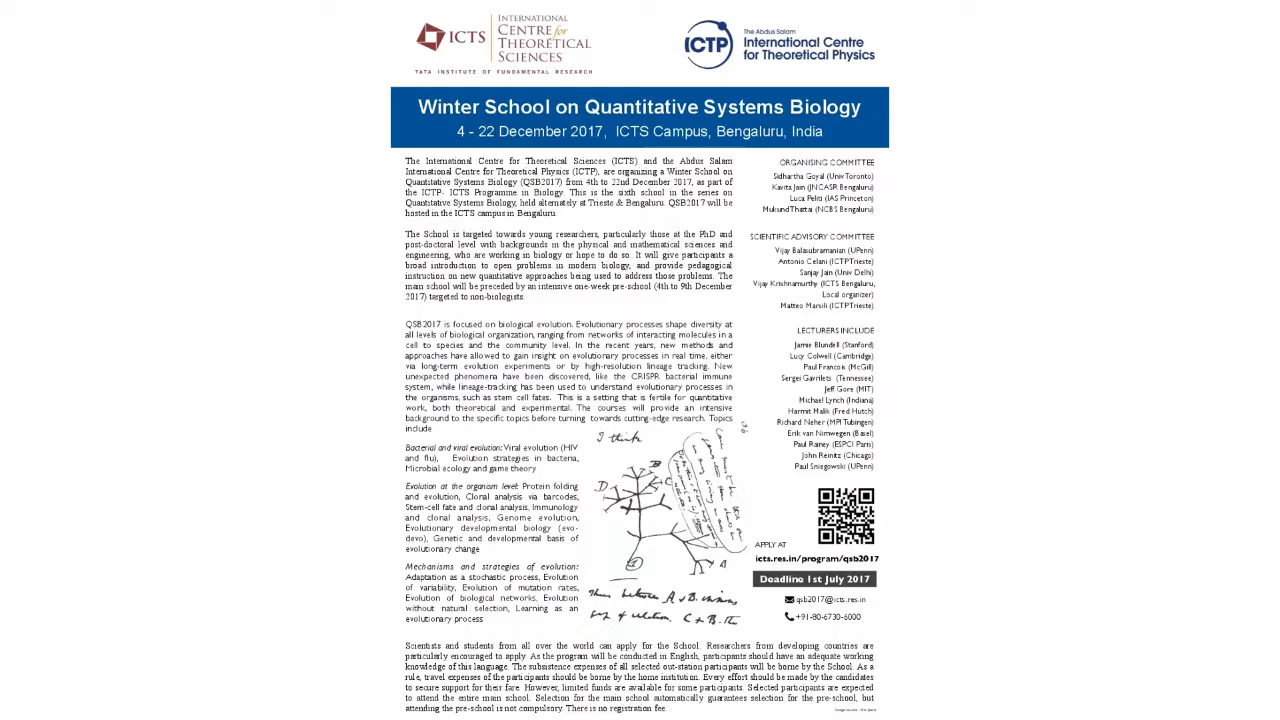 ICTS
INTERNATIONAL
CENTRE for
THEORETICAL
SCIENCES
TATA INSTITUTE OF FUNDAMENTAL RESEARCH
ICTP
The Abdus Salam
International Centre
for Theoretical Physics
Winter School on Quantitative Systems Biology
4 - 22 December 2017, ICTS Campus, Bengaluru, India
The International Centre for Theoretical Sciences (ICTS) and the Abdus Salam
International Centre for Theoretical Physics (ICTP), are organizing a Winter School on
Quantitative Systems Biology (QSB2017) from 4th to 22nd December 2017, as part of
the ICTP- ICTS Programme in Biology. This is the sixth school in the series on
Quantitative Systems Biology, held alternately at Trieste & Bengaluru. QSB2017 will be
hosted in the ICTS campus in Bengaluru.
The School is targeted towards young researchers, particularly those at the PhD and
post-doctoral level with backgrounds in the physical and mathematical sciences and
engineering, who are working in biology or hope to do so. It will give participants a
broad introduction to open problems in modern biology, and provide pedagogical
instruction on new quantitative approaches being used to address those problems. The
main school will be preceded by an intensive one-week pre-school (4th to 9th December
2017) targeted to non-biologists.
QSB2017 is focused on biological evolution. Evolutionary processes shape diversity at
all levels of biological organization, ranging from networks of interacting molecules in a
cell to species and the community level. In the recent years, new methods and
approaches have allowed to gain insight on evolutionary processes in real time, either
via long-term evolution experiments or by high-resolution lineage tracking. New
unexpected phenomena have been discovered, like the CRISPR bacterial immune
system, while lineage-tracking has been used to understand evolutionary processes in
the organisms, such as stem cell fates. This is a setting that is fertile for quantitative
work, both theoretical and experimental. The courses will provide an intensive
background to the specific topics before turning towards cutting-edge research. Topics
include
Bacterial and viral evolution: Viral evolution (HIV
and flu), Evolution strategies in bacteria,
Microbial ecology and game theory
Evolution at the organism level: Protein folding
and evolution, Clonal analysis via barcodes,
Stem-cell fate and clonal analysis, Immunology
and clonal analysis, Genome evolution,
Evolutionary developmental biology (evo-
devo), Genetic and developmental basis of
evolutionary change
Mechanisms and strategies of evolution:
Adaptation as a stochastic process, Evolution
of variability, Evolution of mutation rates,
Evolution of biological networks, Evolution
without natural selection, Learning as an
evolutionary process
I think
B
D
C
A
1
Thus between A & B. immense
gap of relation. C & B. the
ORGANISING COMMITTEE
Sidhartha Goyal (Univ Toronto)
Kavita Jain (JNCASR Bengaluru)
Luca Peliti (IAS Princeton)
Mukund Thattai (NCBS Bengaluru)
SCIENTIFIC ADVISORY COMMITTEE
Vijay Balasubramanian (UPenn)
Antonio Celani (ICTP Trieste)
Sanjay Jain (Univ Delhi)
Vijay Krishnamurthy (ICTS Bengaluru,
Local organizer)
Matteo Marsili (ICTP Trieste)
LECTURERS INCLUDE
Jamie Blundell (Stanford)
Lucy Colwell (Cambridge)
Paul Francois (McGill)
Sergei Gavrilets (Tennessee)
Jeff Gore (MIT)
Michael Lynch (Indiana)
Harmit Malik (Fred Hutch)
Richard Neher (MPI Tubingen)
Erik van Nimwegen (Basel)
Paul Rainey (ESPCI Paris)
John Reinitz (Chicago)
Paul Sniegowski (UPenn)
APPLY AT
icts.res.in/program/qsb2017
Deadline 1st July 2017
qsb2017@icts.res.in
+91-80-6730-6000
Scientists and students from all over the world can apply for the School. Researchers from developing countries are
particularly encouraged to apply. As the program will be conducted in English, participants should have an adequate working
knowledge of this language. The subsistence expenses of all selected out-station participants will be borne by the School. As a
rule, travel expenses of the participants should be borne by the home institution. Every effort should be made by the candidates
to secure support for their fare. However, limited funds are available for some participants. Selected participants are expected
to attend the entire main school. Selection for the main school automatically guarantees selection for the pre-school, but
attending the pre-school is not compulsory. There is no registration fee.